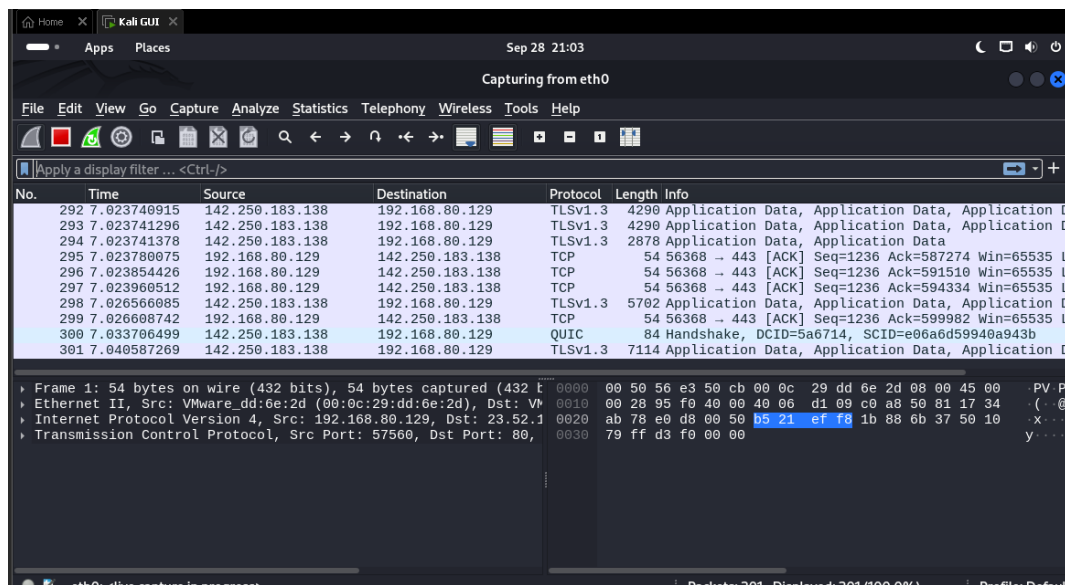 Home Kali GUI
Apps Places Sep 28 21:03
Capturing from eth0
File Edit View Go Capture Analyze Statistics Telephony Wireless Tools Help
Apply a display filter ... <Ctrl-/>
No. Time Source Destination Protocol Length Info
292 7.023740915 142.250.183.138 192.168.80.129 TLSv1.3 4290 Application Data, Application Data, Application D
293 7.023741296 142.250.183.138 192.168.80.129 TLSv1.3 4290 Application Data, Application Data, Application D
294 7.023741378 142.250.183.138 192.168.80.129 TLSv1.3 2878 Application Data, Application Data
295 7.023780075 192.168.80.129 142.250.183.138 TCP 54 56368 → 443 [ACK] Seq=1236 Ack=587274 Win=65535 L
296 7.023854426 192.168.80.129 142.250.183.138 TCP 54 56368 → 443 [ACK] Seq=1236 Ack=591510 Win=65535 L
297 7.023960512 192.168.80.129 142.250.183.138 TCP 54 56368 → 443 [ACK] Seq=1236 Ack=594334 Win=65535 L
298 7.026566085 142.250.183.138 192.168.80.129 TLSv1.3 5702 Application Data, Application Data, Application D
299 7.026608742 192.168.80.129 142.250.183.138 TCP 54 56368 → 443 [ACK] Seq=1236 Ack=599982 Win=65535 L
300 7.033706499 142.250.183.138 192.168.80.129 QUIC 84 Handshake, DCID=5a6714, SCID=e06a6d59940a943b
301 7.040587269 142.250.183.138 192.168.80.129 TLSv1.3 7114 Application Data, Application Data, Application D
Frame 1: 54 bytes on wire (432 bits), 54 bytes captured (432 b 0000 00 50 56 e3 50 cb 00 0c 29 dd 6e 2d 08 00 45 00 ·PV·P
Ethernet II, Src: VMware_dd:6e:2d (00:0c:29:dd:6e:2d), Dst: VM 0010 00 28 95 f0 40 00 40 06 d1 09 c0 a8 50 81 17 34 ·(··@
Internet Protocol Version 4, Src: 192.168.80.129, Dst: 23.52.1 0020 ab 78 e0 d8 00 50 b5 21 ef f8 1b 88 6b 37 50 10 ·x···
Transmission Control Protocol, Src Port: 57560, Dst Port: 80, 0030 79 ff d3 f0 00 00 y····
eth0: <live capture in progress> Packets: 301 · Displayed: 301 (100.0%) Profile: Default